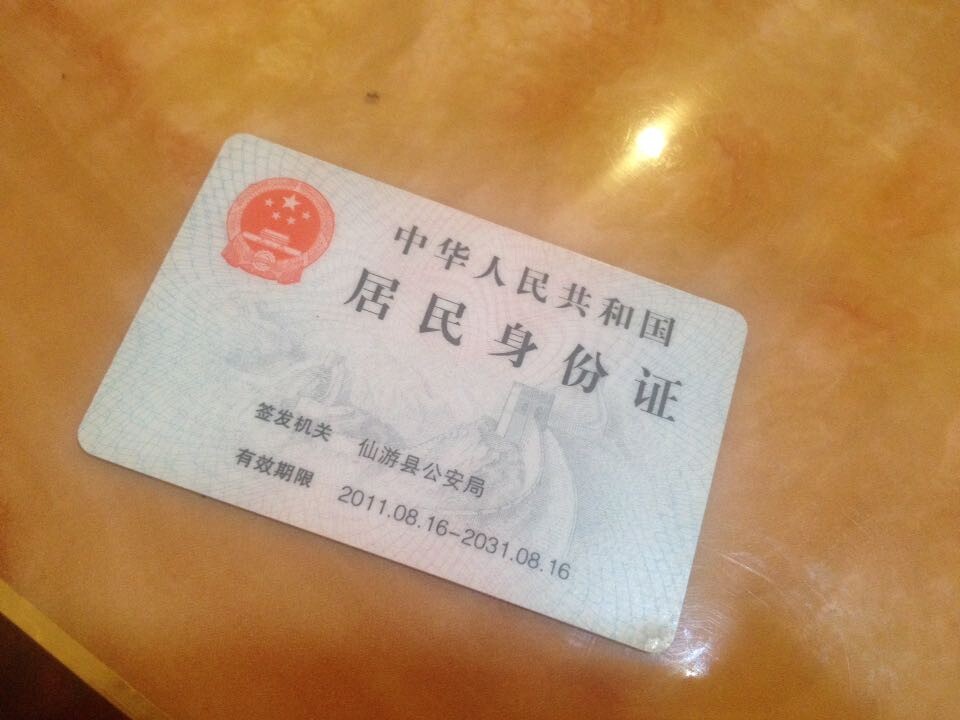 中华人民共和国
居民身份证
签发机关 仙游县公安局
有效期限 2011.08.16-2031.08.16